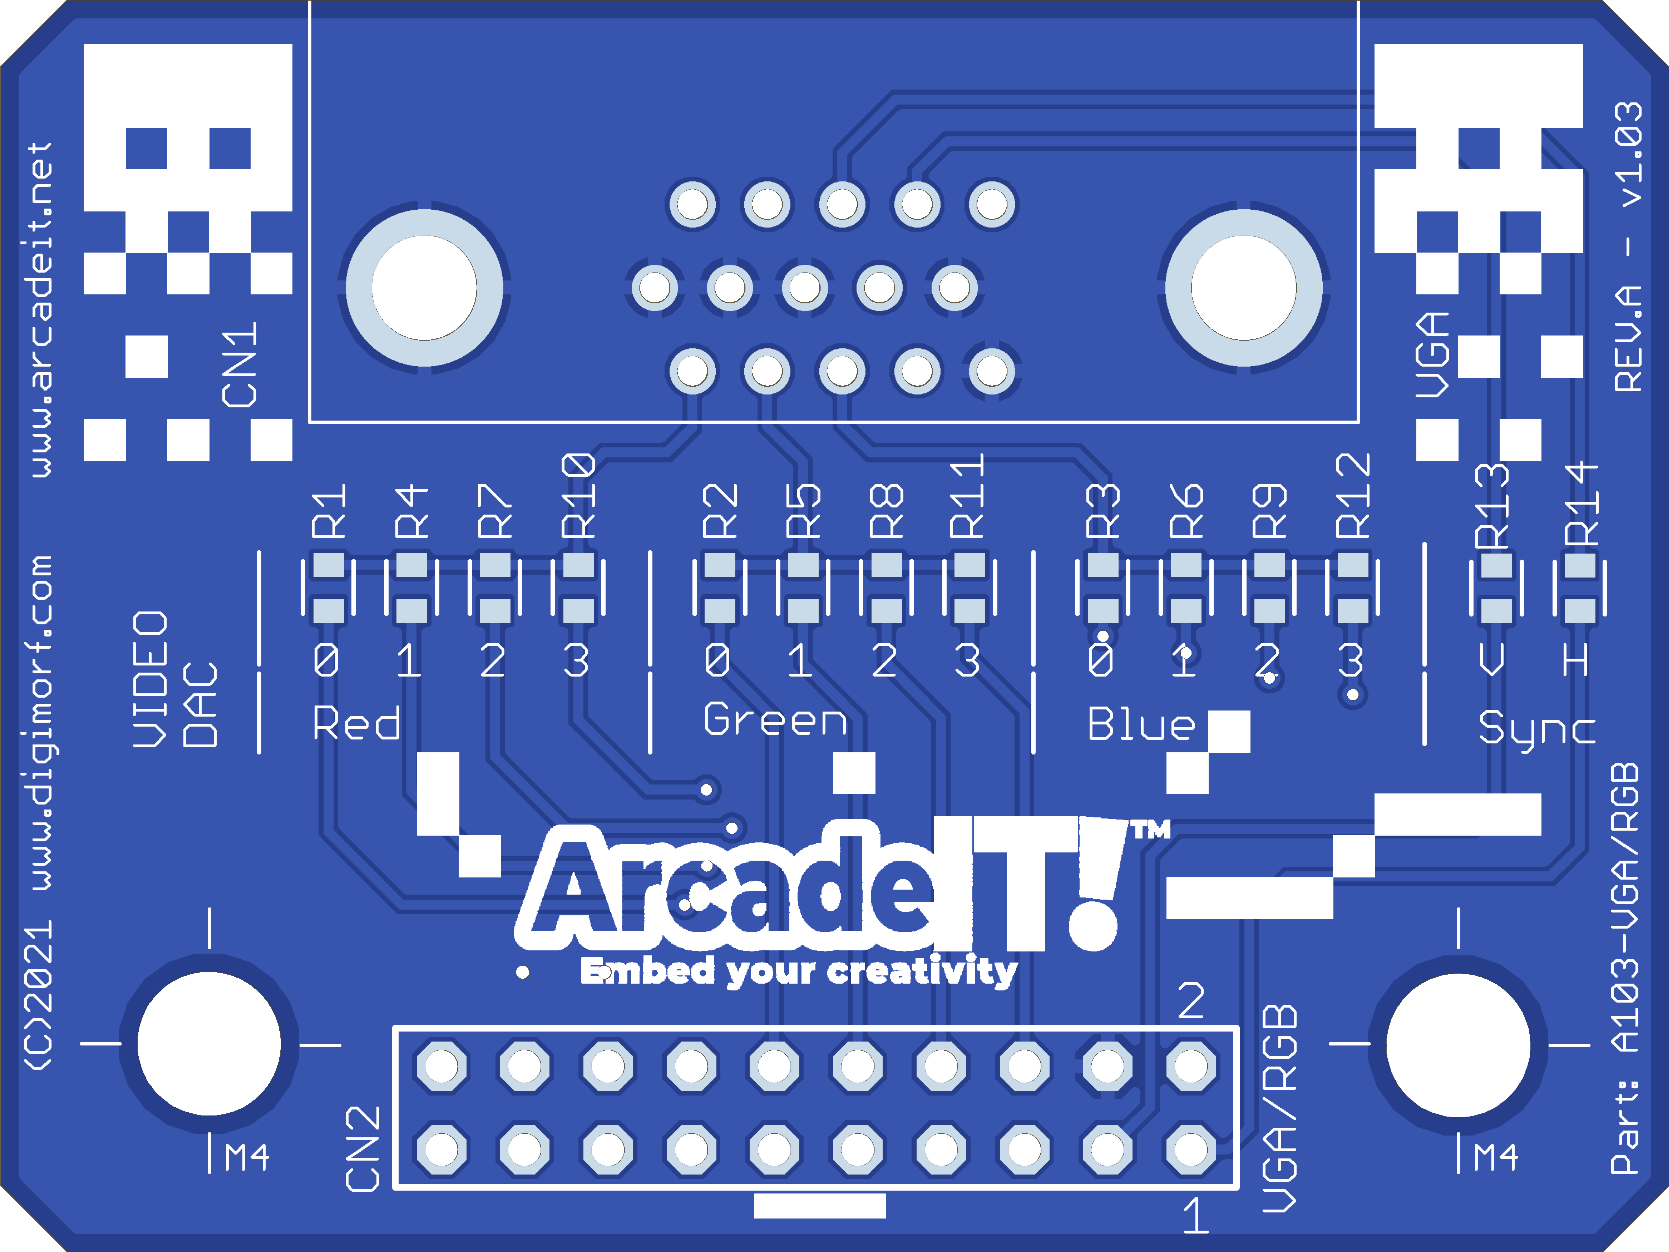 www.arcadeit.net
(C)2021 www.digimorf.com
CN1
VGA
REV.A - v1.03
R1 R4 R7 R10 R2 R5 R8 R11 R3 R6 R9 R12 R13 R14
0 1 2 3 0 1 2 3 0 1 2 3 V H
VIDEO
DAC
Red Green Blue Sync
ArcadeIT!™
Embed your creativity
2
CN2
VGA/RGB
1
M4
M4
Part: A103-VGA/RGB